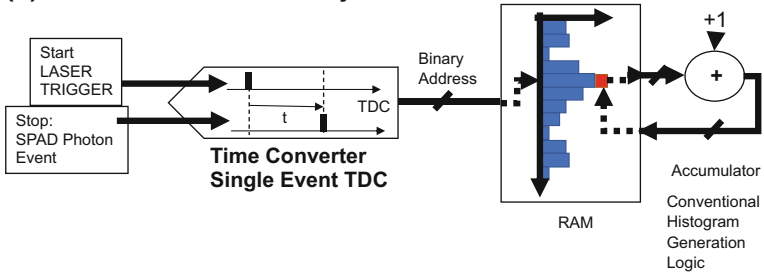 Start
LASER
TRIGGER
Stop:
SPAD Photon
Event
t
TDC
Time Converter
Single Event TDC
Binary
Address
RAM
+1
+
Accumulator
Conventional
Histogram
Generation
Logic